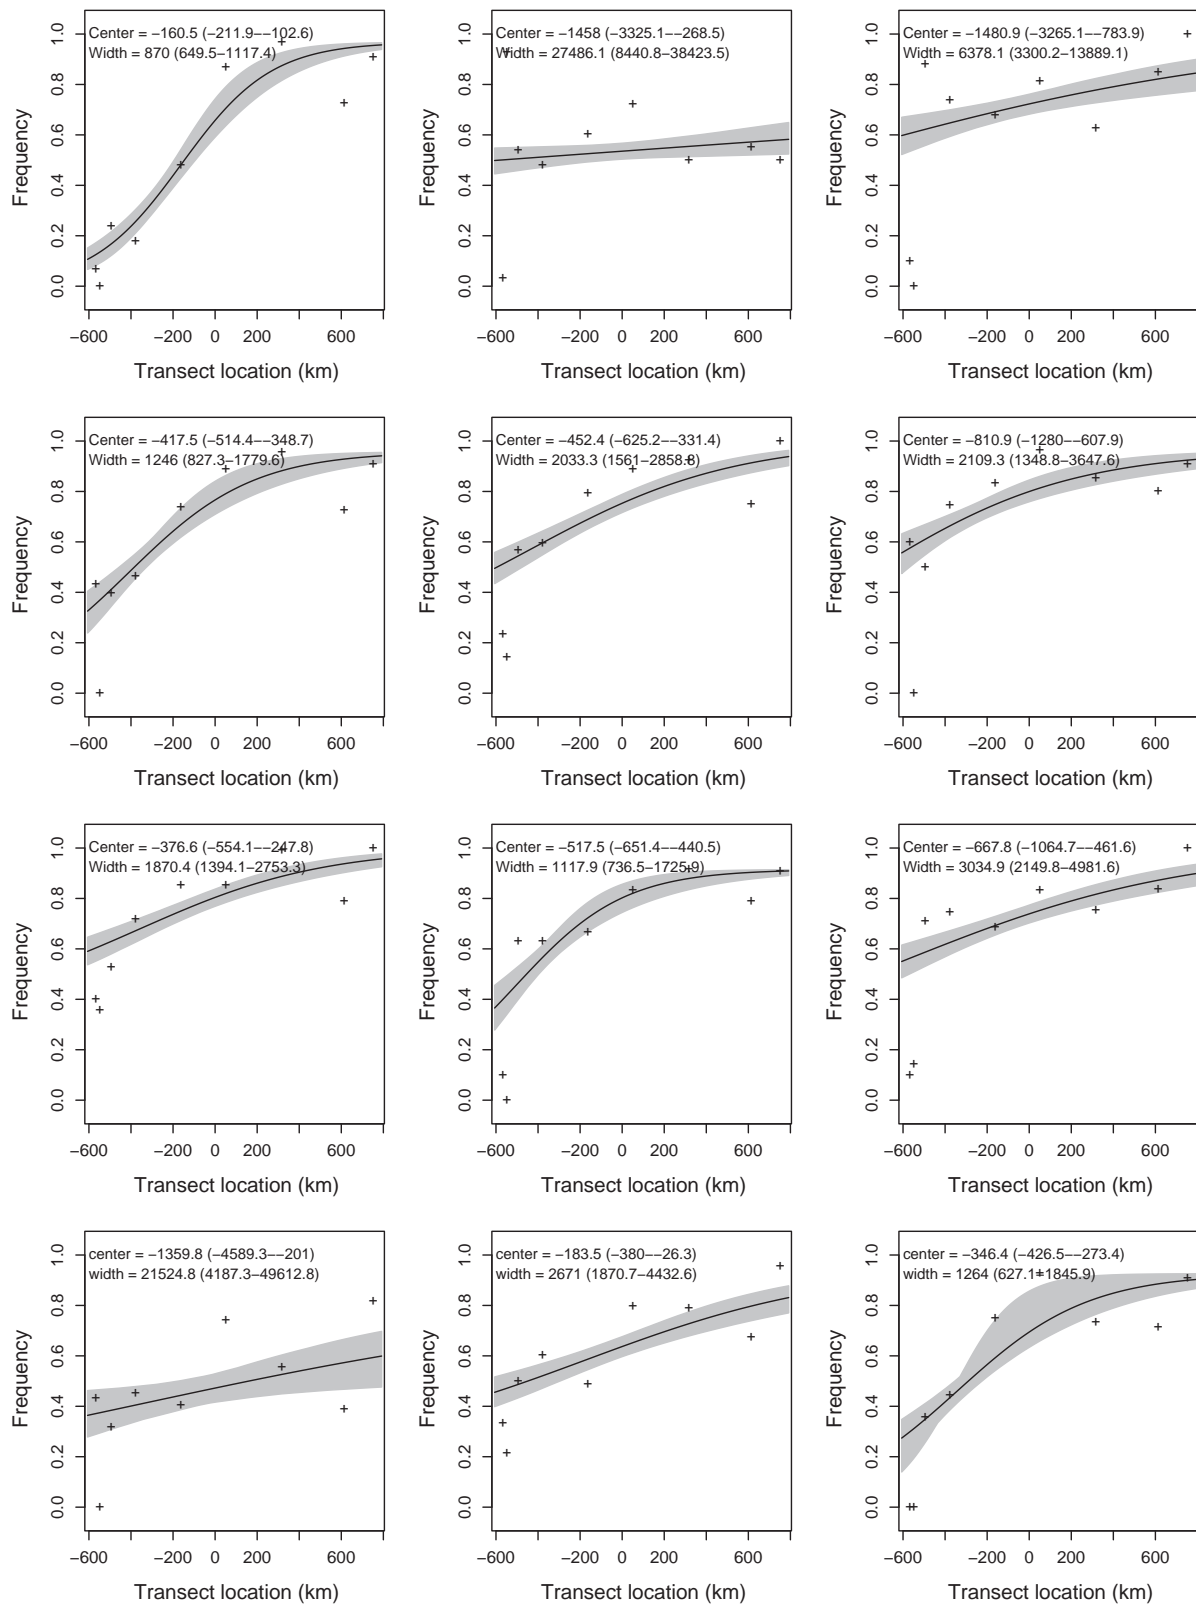 Center = −160.5 (−211.9−−102.6)
Width = 870 (649.5−1117.4)
Frequency
1.0
0.8
0.6
0.4
0.2
0.0
−600 −200 0 200 600
Transect location (km)
Center = −1458 (−3325.1−−268.5)
Width = 27486.1 (8440.8−38423.5)
Frequency
1.0
0.8
0.6
0.4
0.2
0.0
−600 −200 0 200 600
Transect location (km)
Center = −1480.9 (−3265.1−−783.9)
Width = 6378.1 (3300.2−13889.1)
Frequency
1.0
0.8
0.6
0.4
0.2
0.0
−600 −200 0 200 600
Transect location (km)
Center = −417.5 (−514.4−−348.7)
Width = 1246 (827.3−1779.6)
Frequency
1.0
0.8
0.6
0.4
0.2
0.0
−600 −200 0 200 600
Transect location (km)
Center = −452.4 (−625.2−−331.4)
Width = 2033.3 (1561−2858.8)
Frequency
1.0
0.8
0.6
0.4
0.2
0.0
−600 −200 0 200 600
Transect location (km)
Center = −810.9 (−1280−−607.9)
Width = 2109.3 (1348.8−3647.6)
Frequency
1.0
0.8
0.6
0.4
0.2
0.0
−600 −200 0 200 600
Transect location (km)
Center = −376.6 (−554.1−−247.8)
Width = 1870.4 (1394.1−2753.3)
Frequency
1.0
0.8
0.6
0.4
0.2
0.0
−600 −200 0 200 600
Transect location (km)
Center = −517.5 (−651.4−−440.5)
Width = 1117.9 (736.5−1725.9)
Frequency
1.0
0.8
0.6
0.4
0.2
0.0
−600 −200 0 200 600
Transect location (km)
Center = −667.8 (−1064.7−−461.6)
Width = 3034.9 (2149.8−4981.6)
Frequency
1.0
0.8
0.6
0.4
0.2
0.0
−600 −200 0 200 600
Transect location (km)
center = −1359.8 (−4589.3−−201)
width = 21524.8 (4187.3−49612.8)
Frequency
1.0
0.8
0.6
0.4
0.2
0.0
−600 −200 0 200 600
Transect location (km)
center = −183.5 (−380−−26.3)
width = 2671 (1870.7−4432.6)
Frequency
1.0
0.8
0.6
0.4
0.2
0.0
−600 −200 0 200 600
Transect location (km)
center = −346.4 (−426.5−−273.4)
width = 1264 (627.1−1845.9)
Frequency
1.0
0.8
0.6
0.4
0.2
0.0
−600 −200 0 200 600
Transect location (km)